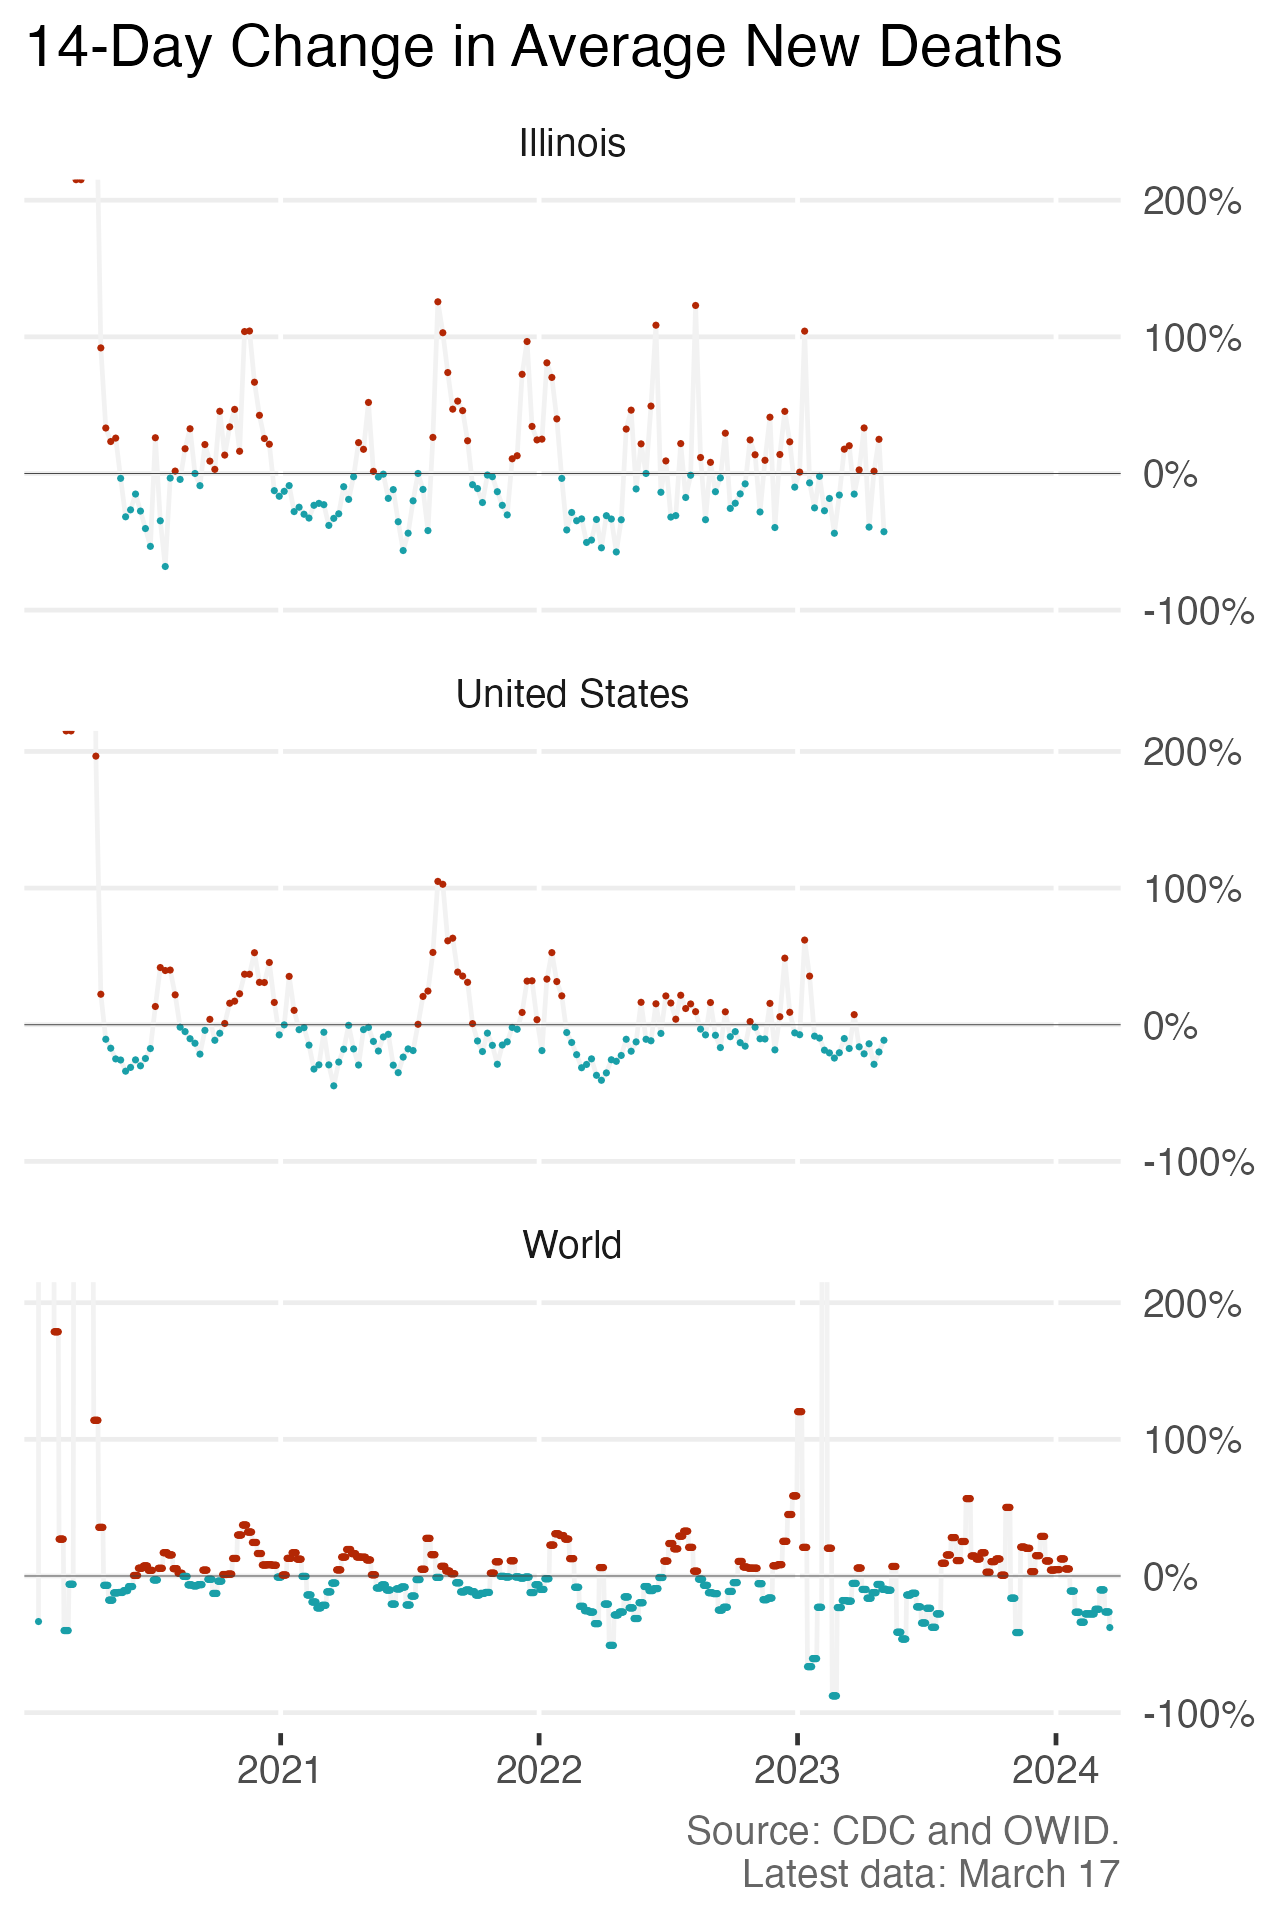 14-Day Change in Average New Deaths
Illinois
200%
100%
0%
-100%
United States
200%
100%
0%
-100%
World
200%
100%
0%
-100%
2021 2022 2023 2024
Source: CDC and OWID.
Latest data: March 17